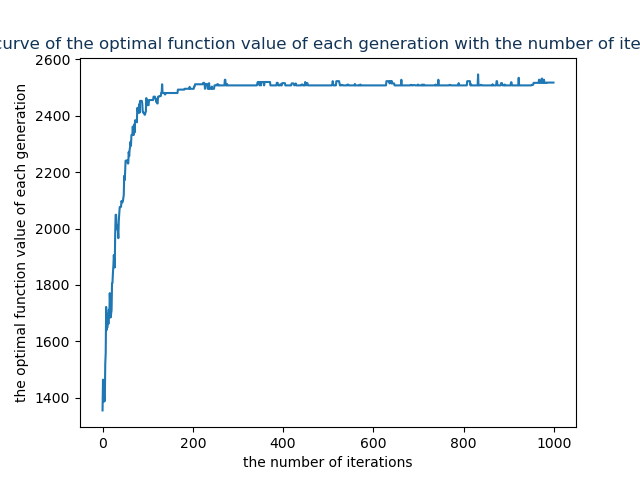 curve of the optimal function value of each generation with the number of ite
2600
2400
2200
2000
1800
1600
1400
the optimal function value of each generation
0 200 400 600 800 1000
the number of iterations